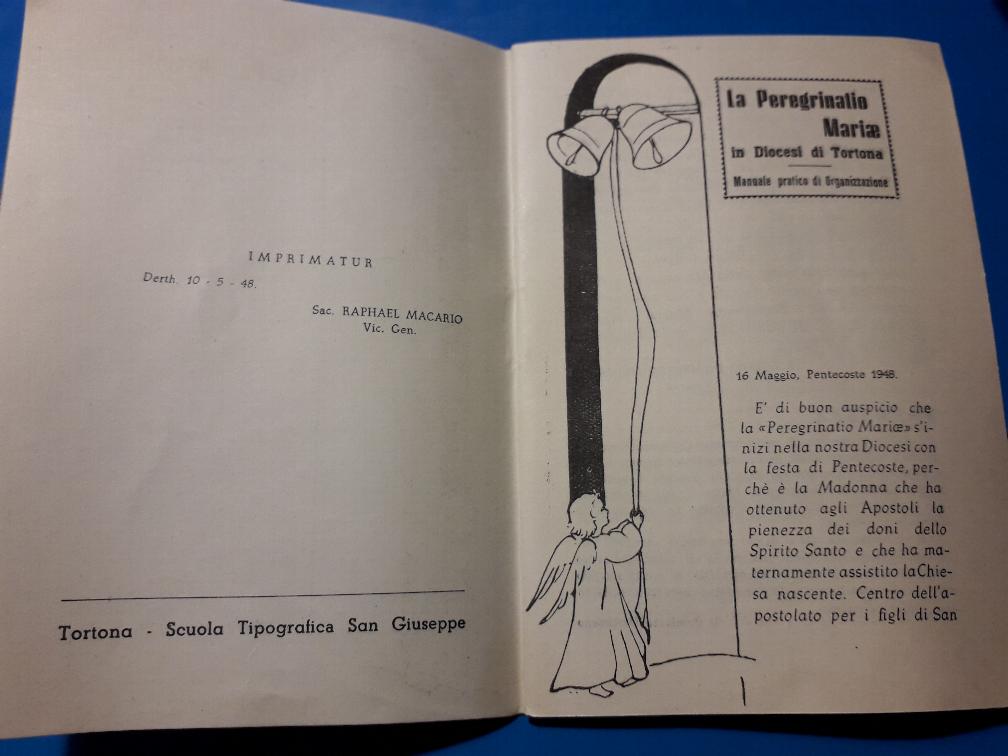 IMPRIMATUR
Derth. 10 - 5 - 48.
Sac. RAPHAEL MACARIO
Vic. Gen.
Tortona - Scuola Tipografica San Giuseppe
La Peregrinatio
Mariæ
in Diocesi di Tortona
Manuale pratico di Organizzazione
16 Maggio, Pentecoste 1948.
E' di buon auspicio che
la «Peregrinatio Mariæ» s'i-
nizi nella nostra Diocesi con
la festa di Pentecoste, per-
chè è la Madonna che ha
ottenuto agli Apostoli la
pienezza dei doni dello
Spirito Santo e che ha ma-
ternamente assistito la Chie-
sa nascente. Centro dell'a-
postolato per i figli di San